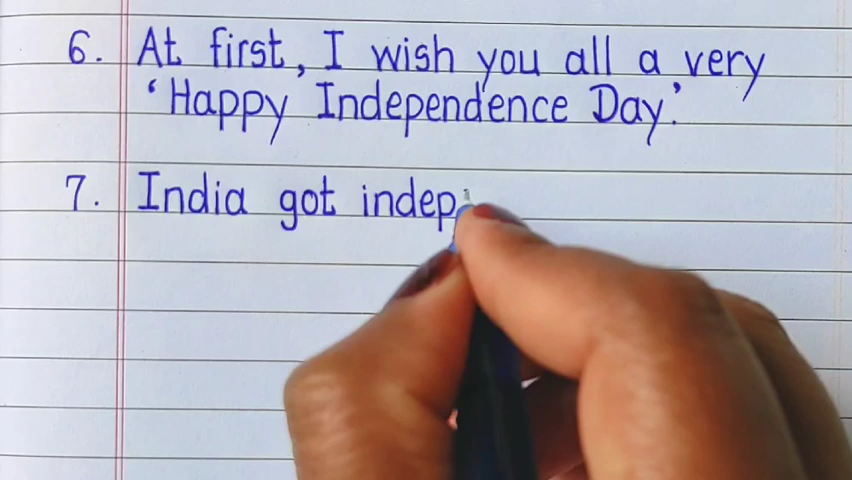 6. At first, I wish you all a very
'Happy Independence Day.'
7. India got indep